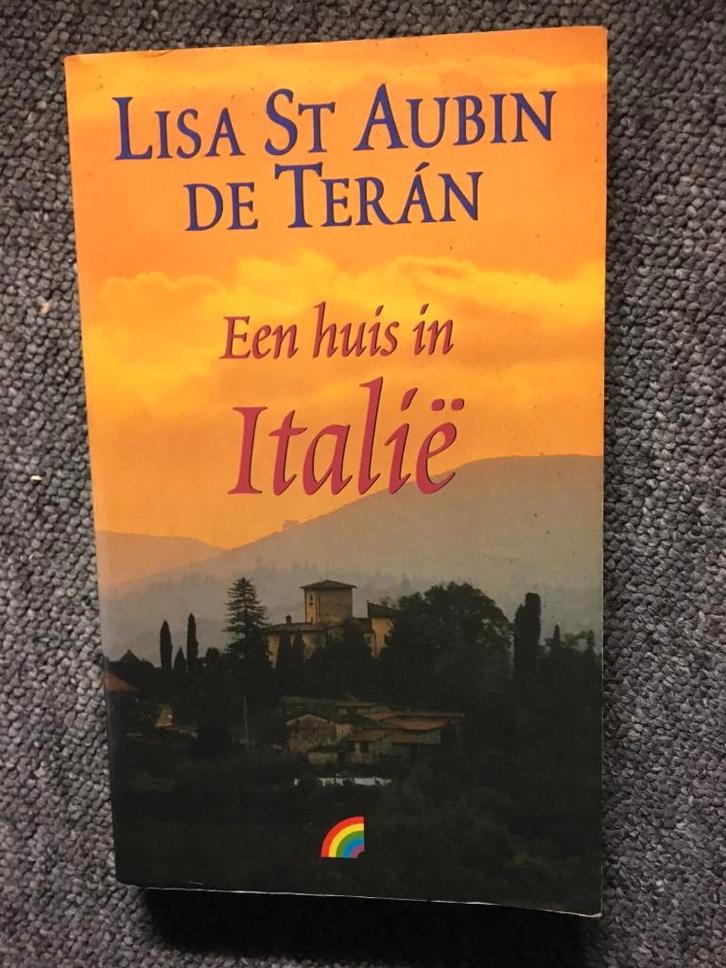 LISA ST AUBIN
DE TERÁN
Een huis in
Italië